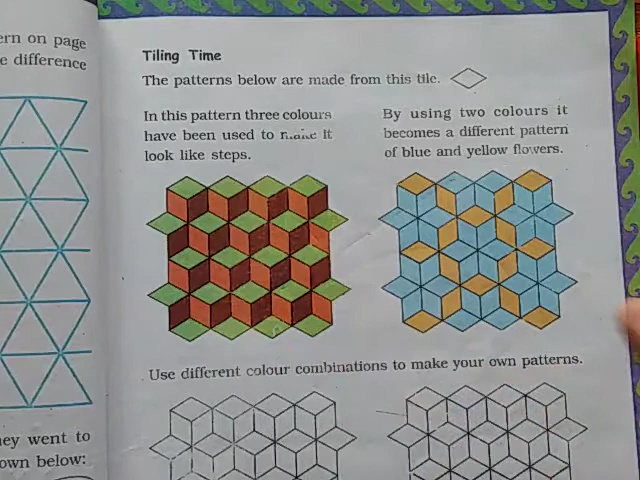 ern on page
e difference
Tiling Time
The patterns below are made from this tile.
In this pattern three colours
have been used to make it
look like steps.
By using two colours it
becomes a different pattern
of blue and yellow flowers.
Use different colour combinations to make your own patterns.
ey went to
own below: